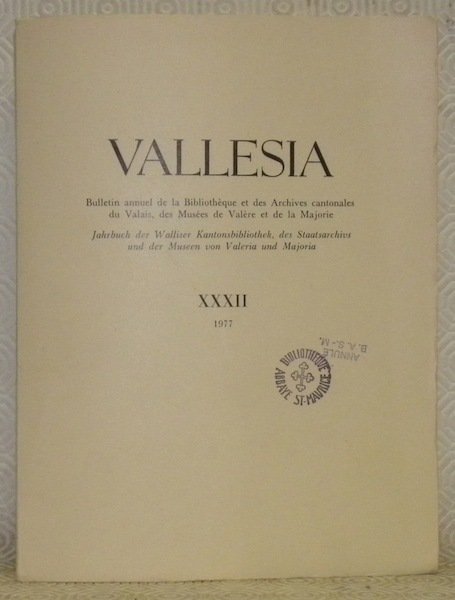 VALLESIA
Bulletin annuel de la Bibliothèque et des Archives cantonales
du Valais, des Musées de Valère et de la Majorie
Jahrbuch der Walliser Kantonsbibliothek, des Staatsarchivs
und der Museen von Valeria und Majoria
XXXII
1977
ANNULÉ
B. A. S.-M.
BIBLIOTHÈQUE
ABBAYE ST-MAURICE